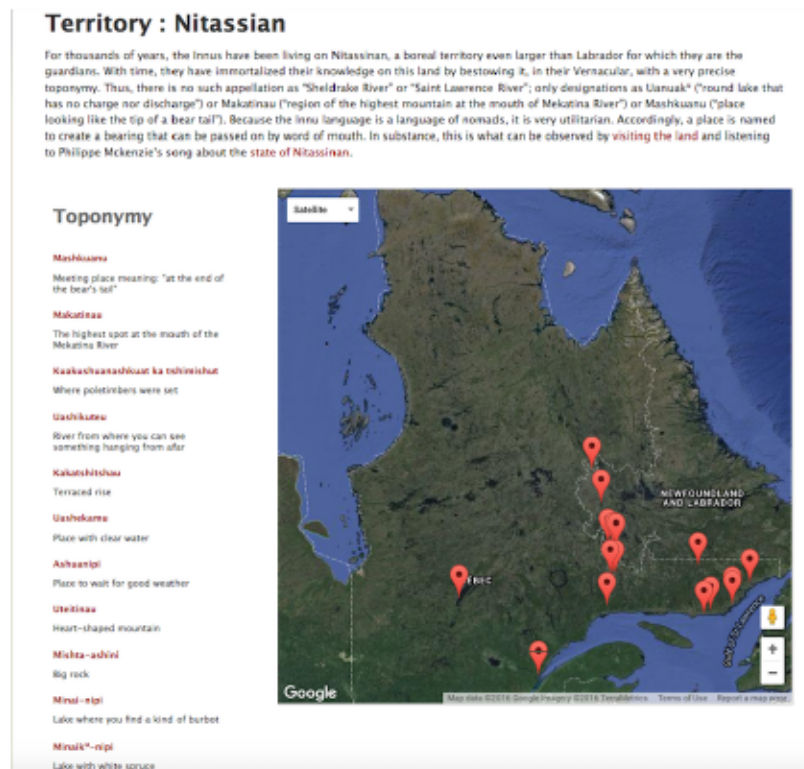 Territory : Nitassian
For thousands of years, the Innus have been living on Nitassinan, a boreal territory even larger than Labrador for which they are the
guardians. With time, they have immortalized their knowledge on this land by bestowing it, in their Vernacular, with a very precise
toponymy. Thus, there is no such appellation as "Sheldrake River" or "Saint Lawrence River"; only designations as Uanuakᵘ ("round lake that
has no charge nor discharge") or Makatinau ("region of the highest mountain at the mouth of Mekatina River") or Mashkuanu ("place
looking like the tip of a bear tail"). Because the Innu language is a language of nomads, it is very utilitarian. Accordingly, a place is named
to create a bearing that can be passed on by word of mouth. In substance, this is what can be observed by visiting the land and listening
to Philippe Mckenzie's song about the state of Nitassinan.
Toponymy
Mashkuanu
Meeting place meaning: "at the end of
the bear's tail"
Makatinau
The highest spot at the mouth of the
Mekatina River
Kaakushuanashkuat ka tshimishut
Where poletimbers were set
Uashikuteu
River from where you can see
something hanging from afar
Kakatshitshau
Terraced rise
Uashekamu
Place with clear water
Ashuanipi
Place to wait for good weather
Uteitinau
Heart-shaped mountain
Mishta-ashini
Big rock
Minai-nipi
Lake where you find a kind of burbot
Minaikᵘ-nipi
Lake with white spruce
Satellite
NEWFOUNDLAND
AND LABRADOR
ÉBEC
Gulf of St Lawrence
+
−
Google
Map data ©2016 Google Imagery ©2016 TerraMetrics Terms of Use Report a map error